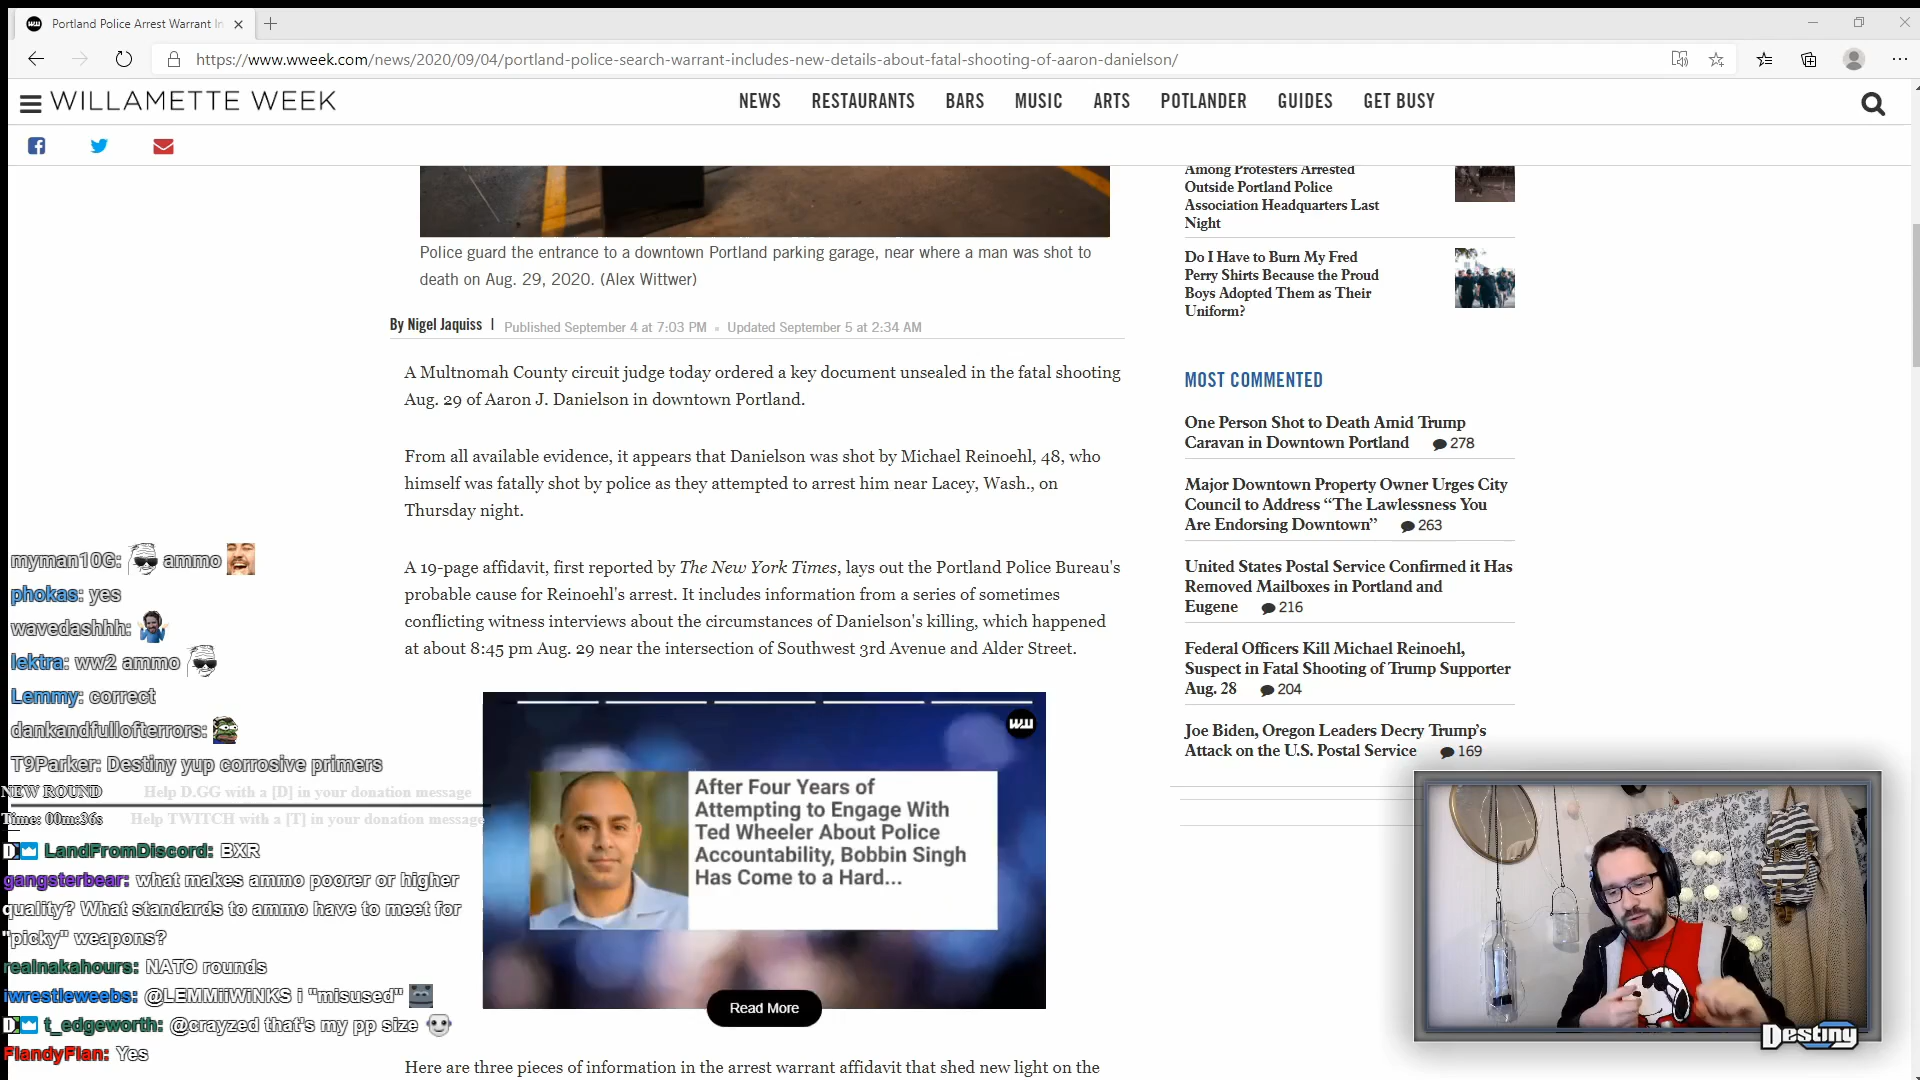 Portland Police Arrest Warrant In
https://www.wweek.com/news/2020/09/04/portland-police-search-warrant-includes-new-details-about-fatal-shooting-of-aaron-danielson/
WILLAMETTE WEEK
NEWS RESTAURANTS BARS MUSIC ARTS POTLANDER GUIDES GET BUSY
Police guard the entrance to a downtown Portland parking garage, near where a man was shot to
death on Aug. 29, 2020. (Alex Wittwer)
By Nigel Jaquiss | Published September 4 at 7:03 PM • Updated September 5 at 2:34 AM
A Multnomah County circuit judge today ordered a key document unsealed in the fatal shooting
Aug. 29 of Aaron J. Danielson in downtown Portland.
From all available evidence, it appears that Danielson was shot by Michael Reinoehl, 48, who
himself was fatally shot by police as they attempted to arrest him near Lacey, Wash., on
Thursday night.
A 19-page affidavit, first reported by The New York Times, lays out the Portland Police Bureau's
probable cause for Reinoehl's arrest. It includes information from a series of sometimes
conflicting witness interviews about the circumstances of Danielson's killing, which happened
at about 8:45 pm Aug. 29 near the intersection of Southwest 3rd Avenue and Alder Street.
WW
After Four Years of
Attempting to Engage With
Ted Wheeler About Police
Accountability, Bobbin Singh
Has Come to a Hard...
Read More
Here are three pieces of information in the arrest warrant affidavit that shed new light on the
Among Protesters Arrested
Outside Portland Police
Association Headquarters Last
Night
Do I Have to Burn My Fred
Perry Shirts Because the Proud
Boys Adopted Them as Their
Uniform?
MOST COMMENTED
One Person Shot to Death Amid Trump
Caravan in Downtown Portland 278
Major Downtown Property Owner Urges City
Council to Address “The Lawlessness You
Are Endorsing Downtown” 263
United States Postal Service Confirmed it Has
Removed Mailboxes in Portland and
Eugene 216
Federal Officers Kill Michael Reinoehl,
Suspect in Fatal Shooting of Trump Supporter
Aug. 28 204
Joe Biden, Oregon Leaders Decry Trump’s
Attack on the U.S. Postal Service 169
myman10G: ammo
phokas: yes
wavedashhh:
lektra: ww2 ammo
Lemmy: correct
dankandfullofterrors:
T9Parker: Destiny yup corrosive primers
NEW ROUND Help D.GG with a [D] in your donation message
Time: 00m:36s Help TWITCH with a [T] in your donation message
D LandFromDiscord: BXR
gangsterbear: what makes ammo poorer or higher
quality? What standards to ammo have to meet for
"picky" weapons?
realnakahours: NATO rounds
iwrestleweebs: @LEMMiiWiNKS i "misused"
D t_edgeworth: @crayzed that's my pp size
FlandyFlan: Yes
Destiny